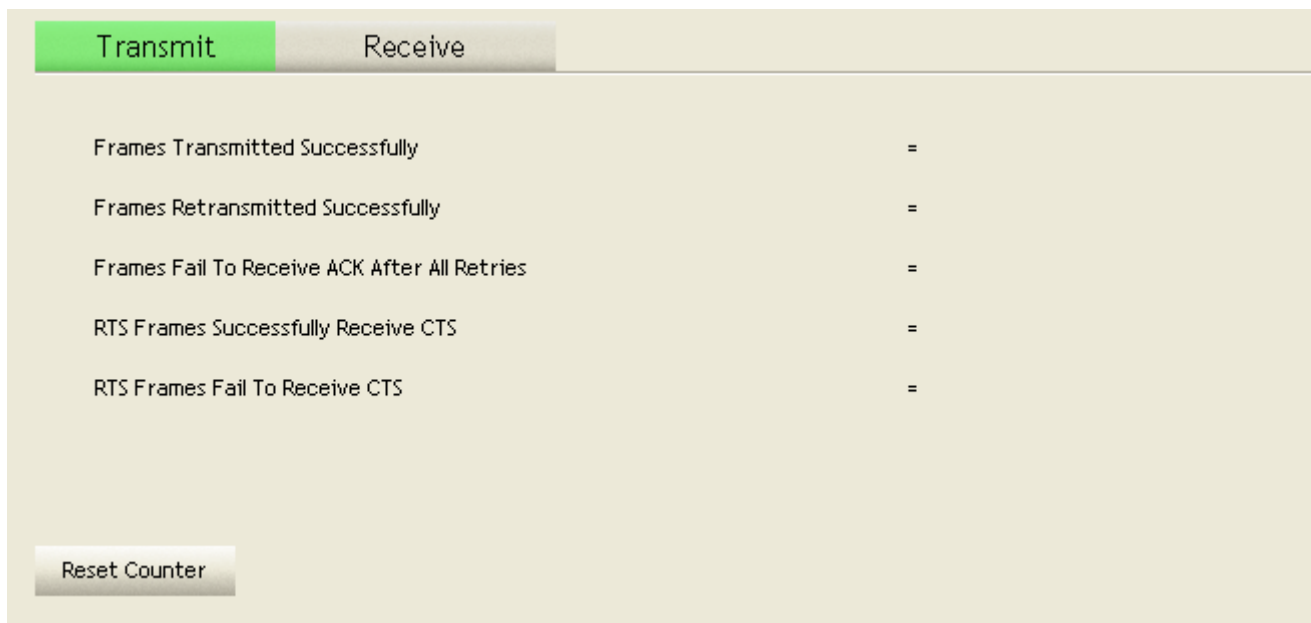 Transmit Receive
Frames Transmitted Successfully =
Frames Retransmitted Successfully =
Frames Fail To Receive ACK After All Retries =
RTS Frames Successfully Receive CTS =
RTS Frames Fail To Receive CTS =
Reset Counter